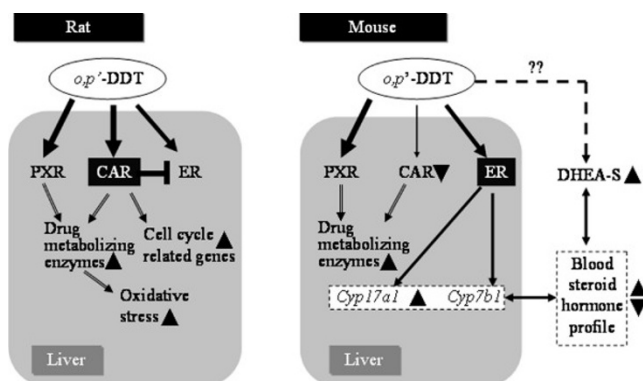 Rat
o,p′-DDT
PXR
CAR
ER
Drug
metabolizing
enzymes▲
Cell cycle▲
related genes
Oxidative
stress▲
Liver
Mouse
o,p’-DDT
??
PXR
CAR▼
ER
DHEA-S▲
Drug
metabolizing
enzymes▲
Cyp17a1 ▲ Cyp7b1
Blood
steroid▲
hormone▼
profile
Liver